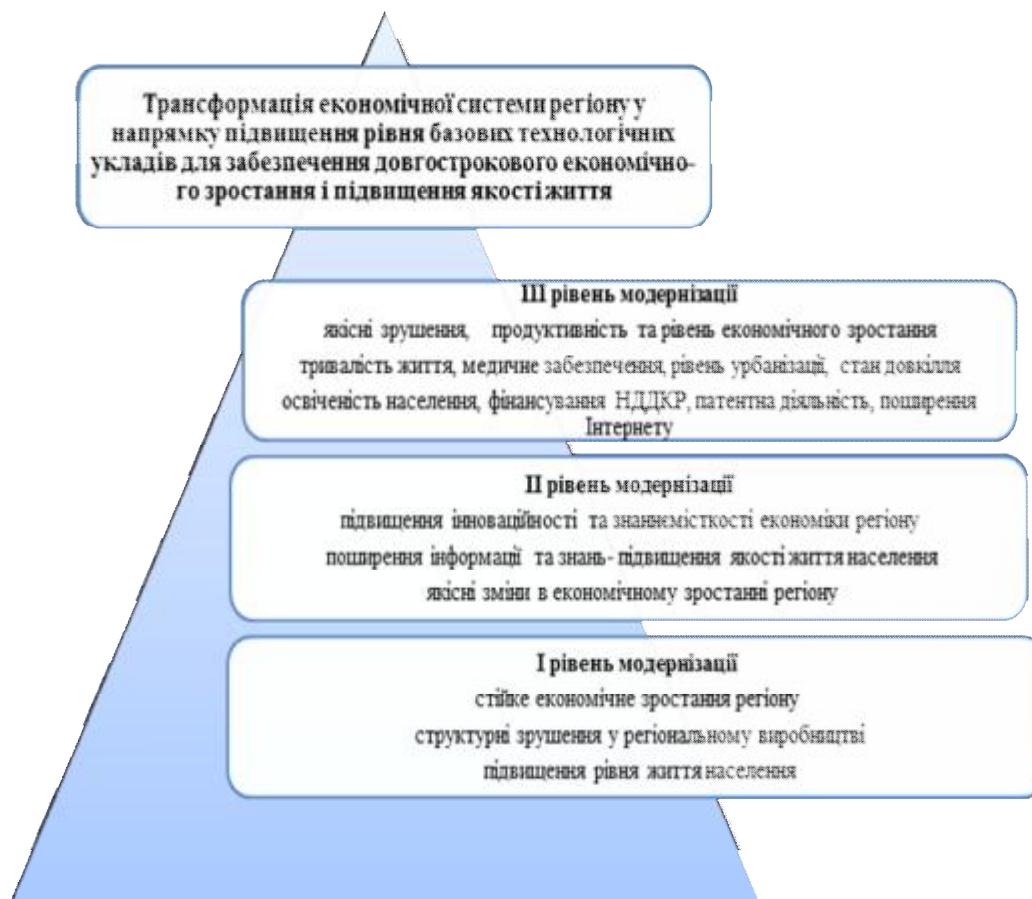 Трансформація економічної системи регіону у
напрямку підвищення рівня базових технологічних
укладів для забезпечення довгострокового економічно-
го зростання і підвищення якості життя
III рівень модернізації
якісні зрушення, продуктивність та рівень економічного зростання
тривалість життя, медичне забезпечення, рівень урбанізації, стан довкілля
освіченість населення, фінансування НДДКР, патентна діяльність, поширення
Інтернету
II рівень модернізації
підвищення інноваційності та знаннємісткості економіки регіону
поширення інформації та знань- підвищення якості життя населення
якісні зміни в економічному зростанні регіону
I рівень модернізації
стійке економічне зростання регіону
структурні зрушення у регіональному виробництві
підвищення рівня життя населення